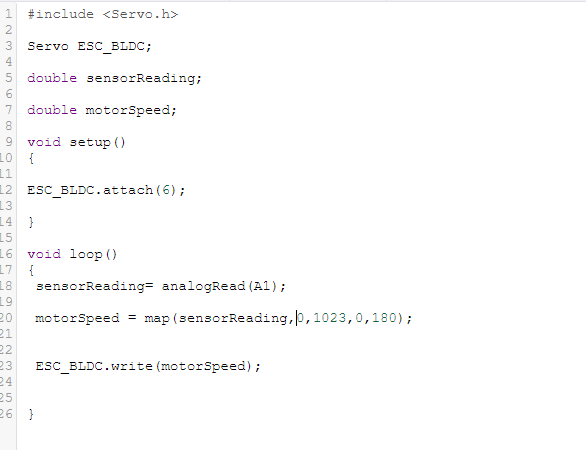 1 #include <Servo.h>
2
3 Servo ESC_BLDC;
4
5 double sensorReading;
6
7 double motorSpeed;
8
9 void setup()
10 {
11
12 ESC_BLDC.attach(6);
13
14 }
15
16 void loop()
17 {
18 sensorReading= analogRead(A1);
19
20 motorSpeed = map(sensorReading,0,1023,0,180);
21
22
23 ESC_BLDC.write(motorSpeed);
24
25
26 }